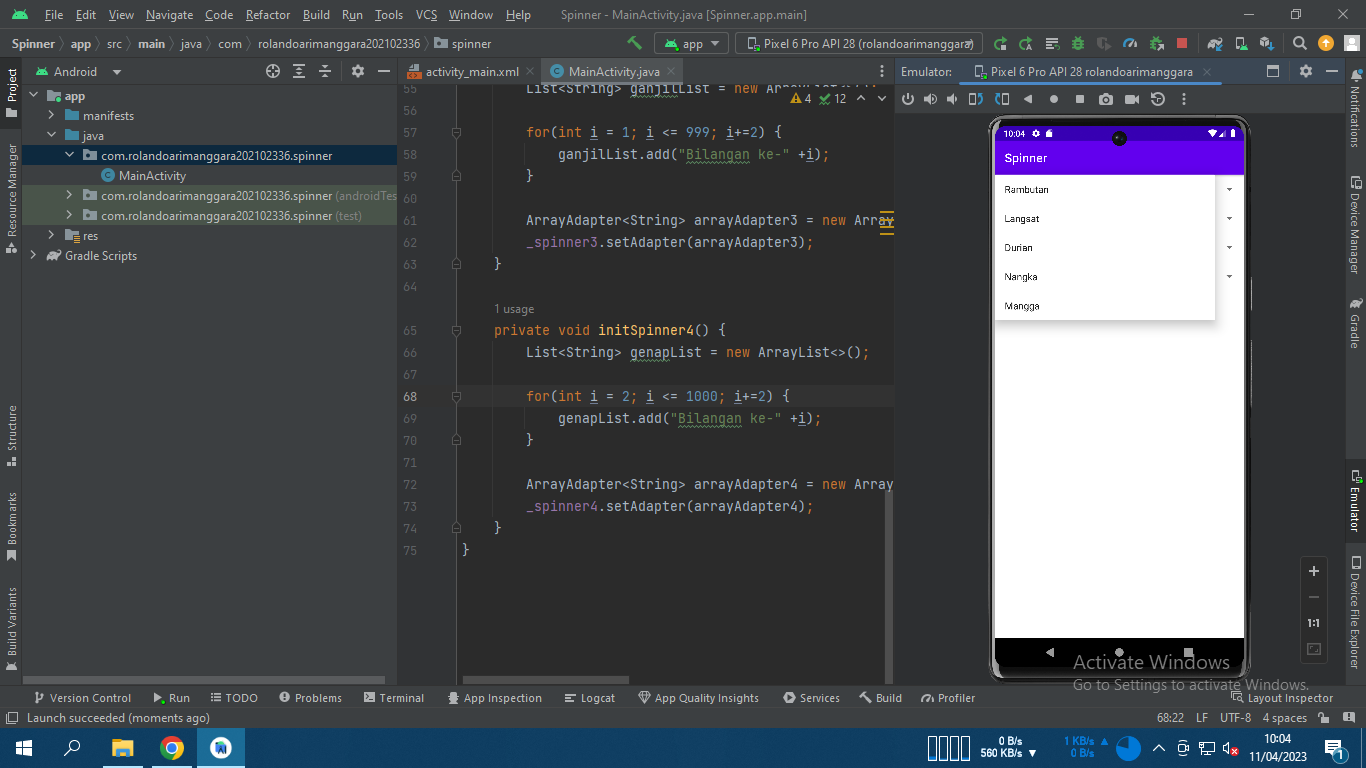 File Edit View Navigate Code Refactor Build Run Tools VCS Window Help Spinner - MainActivity.java [Spinner.app.main]
Spinner app src main java com rolandoarimanggara202102336 spinner app Pixel 6 Pro API 28 (rolandoarimanggara)
Project
Resource Manager
Structure
Bookmarks
Build Variants
Android
app
manifests
java
com.rolandoarimanggara202102336.spinner
MainActivity
com.rolandoarimanggara202102336.spinner (androidTes
com.rolandoarimanggara202102336.spinner (test)
res
Gradle Scripts
activity_main.xml MainActivity.java
4 12
55 List<String> ganjilList = new ArrayList<>();
56
57 for(int i = 1; i <= 999; i+=2) {
58 ganjilList.add("Bilangan ke-" +i);
59 }
60
61 ArrayAdapter<String> arrayAdapter3 = new Array
62 _spinner3.setAdapter(arrayAdapter3);
63 }
64
1 usage
65 private void initSpinner4() {
66 List<String> genapList = new ArrayList<>();
67
68 for(int i = 2; i <= 1000; i+=2) {
69 genapList.add("Bilangan ke-" +i);
70 }
71
72 ArrayAdapter<String> arrayAdapter4 = new Array
73 _spinner4.setAdapter(arrayAdapter4);
74 }
75 }
Emulator: Pixel 6 Pro API 28 rolandoarimanggara
10:04
Spinner
Rambutan
Langsat
Durian
Nangka
Mangga
1:1
Notifications
Device Manager
Gradle
Emulator
Device File Explorer
Activate Windows
Go to Settings to activate Windows.
Version Control Run TODO Problems Terminal App Inspection Logcat App Quality Insights Services Build Profiler Layout Inspector
Launch succeeded (moments ago) 68:22 LF UTF-8 4 spaces
0 B/s
560 KB/s
1 KB/s
0 B/s
10:04
11/04/2023
1